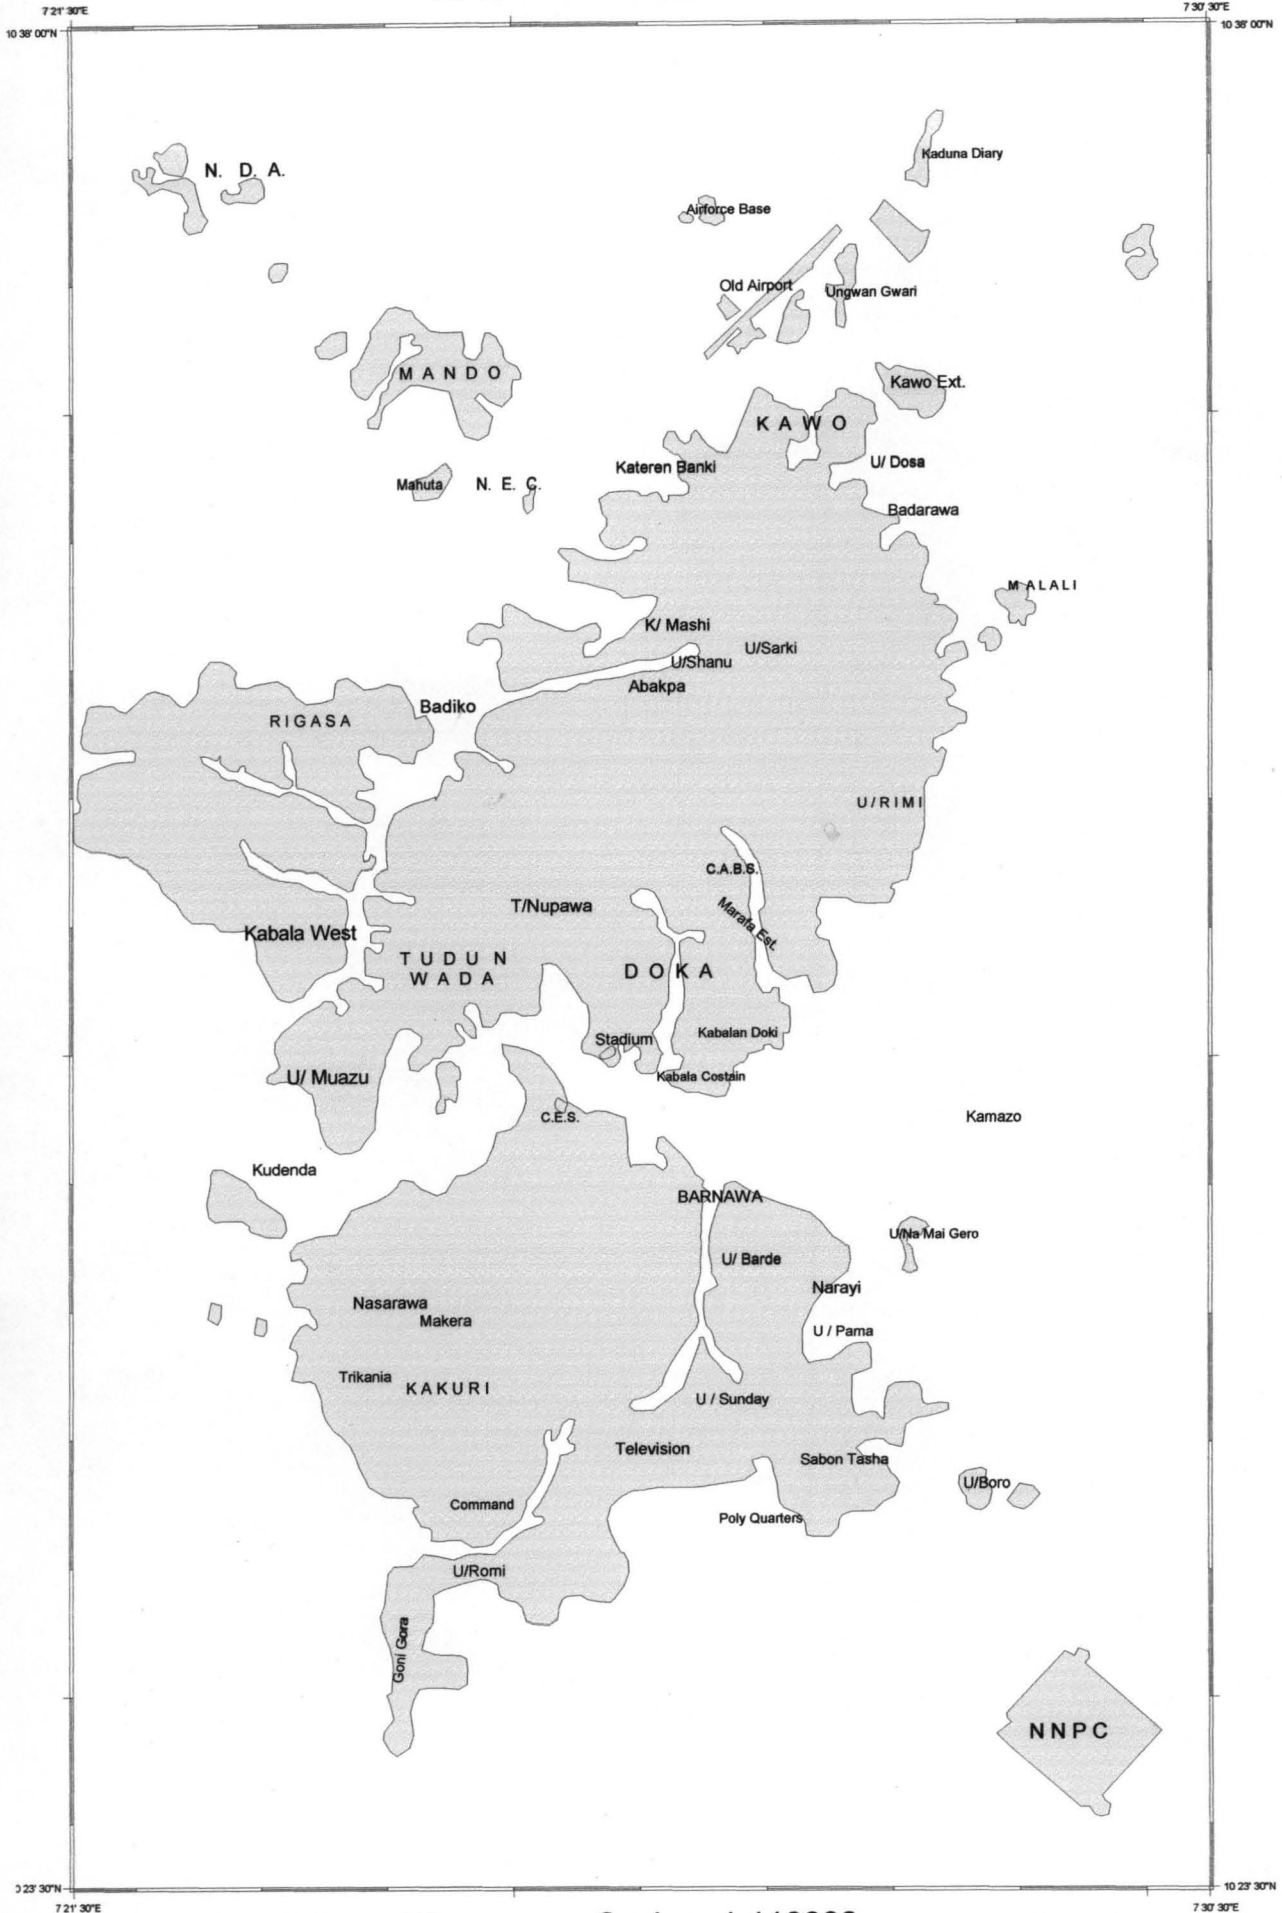 7 21' 30"E
7 30' 30"E
10 38' 00"N
10 38' 00"N
Kaduna Diary
N. D. A.
Airforce Base
Old Airport
Ungwan Gwari
MANDO
Kawo Ext.
KAWO
U/ Dosa
Kateren Banki
Mahuta
N. E. C.
Badarawa
MALALI
K/ Mashi
U/Sarki
U/Shanu
Abakpa
Badiko
RIGASA
U/RIMI
C.A.B.S.
T/Nupawa
Marafa Est.
Kabala West
TUDUN
WADA
DOKA
Kabalan Doki
Stadium
Kabala Costain
U/ Muazu
C.E.S.
Kamazo
Kudenda
BARNAWA
U/Na Mai Gero
U/ Barde
Narayi
Nasarawa
Makera
U / Pama
Trikania
KAKURI
U / Sunday
Television
Sabon Tasha
U/Boro
Command
Poly Quarters
U/Romi
Goni Gora
NNPC
0 23' 30"N
10 23' 30"N
7 21' 30"E
7 30' 30"E